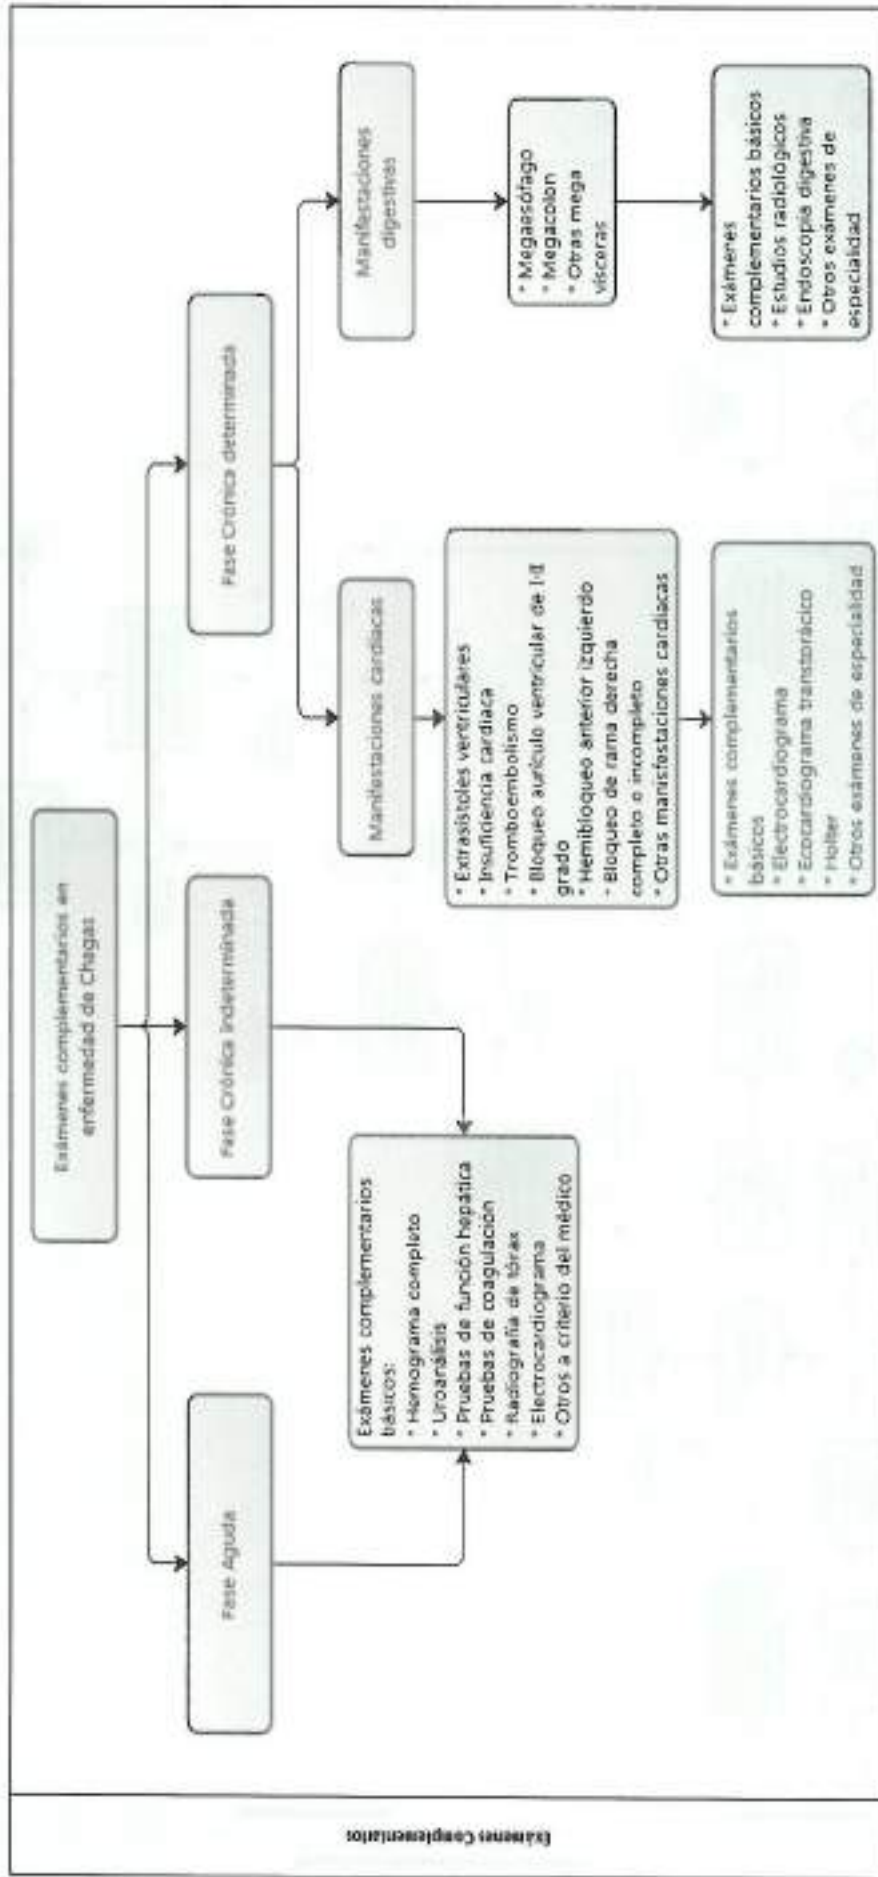 Exámenes Complementarios
Exámenes complementarios en
enfermedad de Chagas
Fase Aguda
Fase Crónica Indeterminada
Fase Crónica determinada
Exámenes complementarios
básicos:
* Hemograma completo
* Uroanálisis
* Pruebas de función hepática
* Pruebas de coagulación
* Radiografía de tórax
* Electrocardiograma
* Otros a criterio del médico
Manifestaciones cardiacas
* Extrasístoles ventriculares
* Insuficiencia cardiaca
* Tromboembolismo
* Bloqueo aurículo ventricular de I-II
grado
* Hemibloqueo anterior izquierdo
* Bloqueo de rama derecha
completo o incompleto
* Otras manisfestaciones cardiacas
* Exámenes complementarios
básicos
* Electrocardiograma
* Ecocardiograma transtorácico
* Holter
* Otros exámenes de especialidad
Manifestaciones
digestivas
* Megaesófago
* Megacolon
* Otras mega
vísceras
* Exámenes
complementarios básicos
* Estudios radiológicos
* Endoscopia digestiva
* Otros exámenes de
especialidad